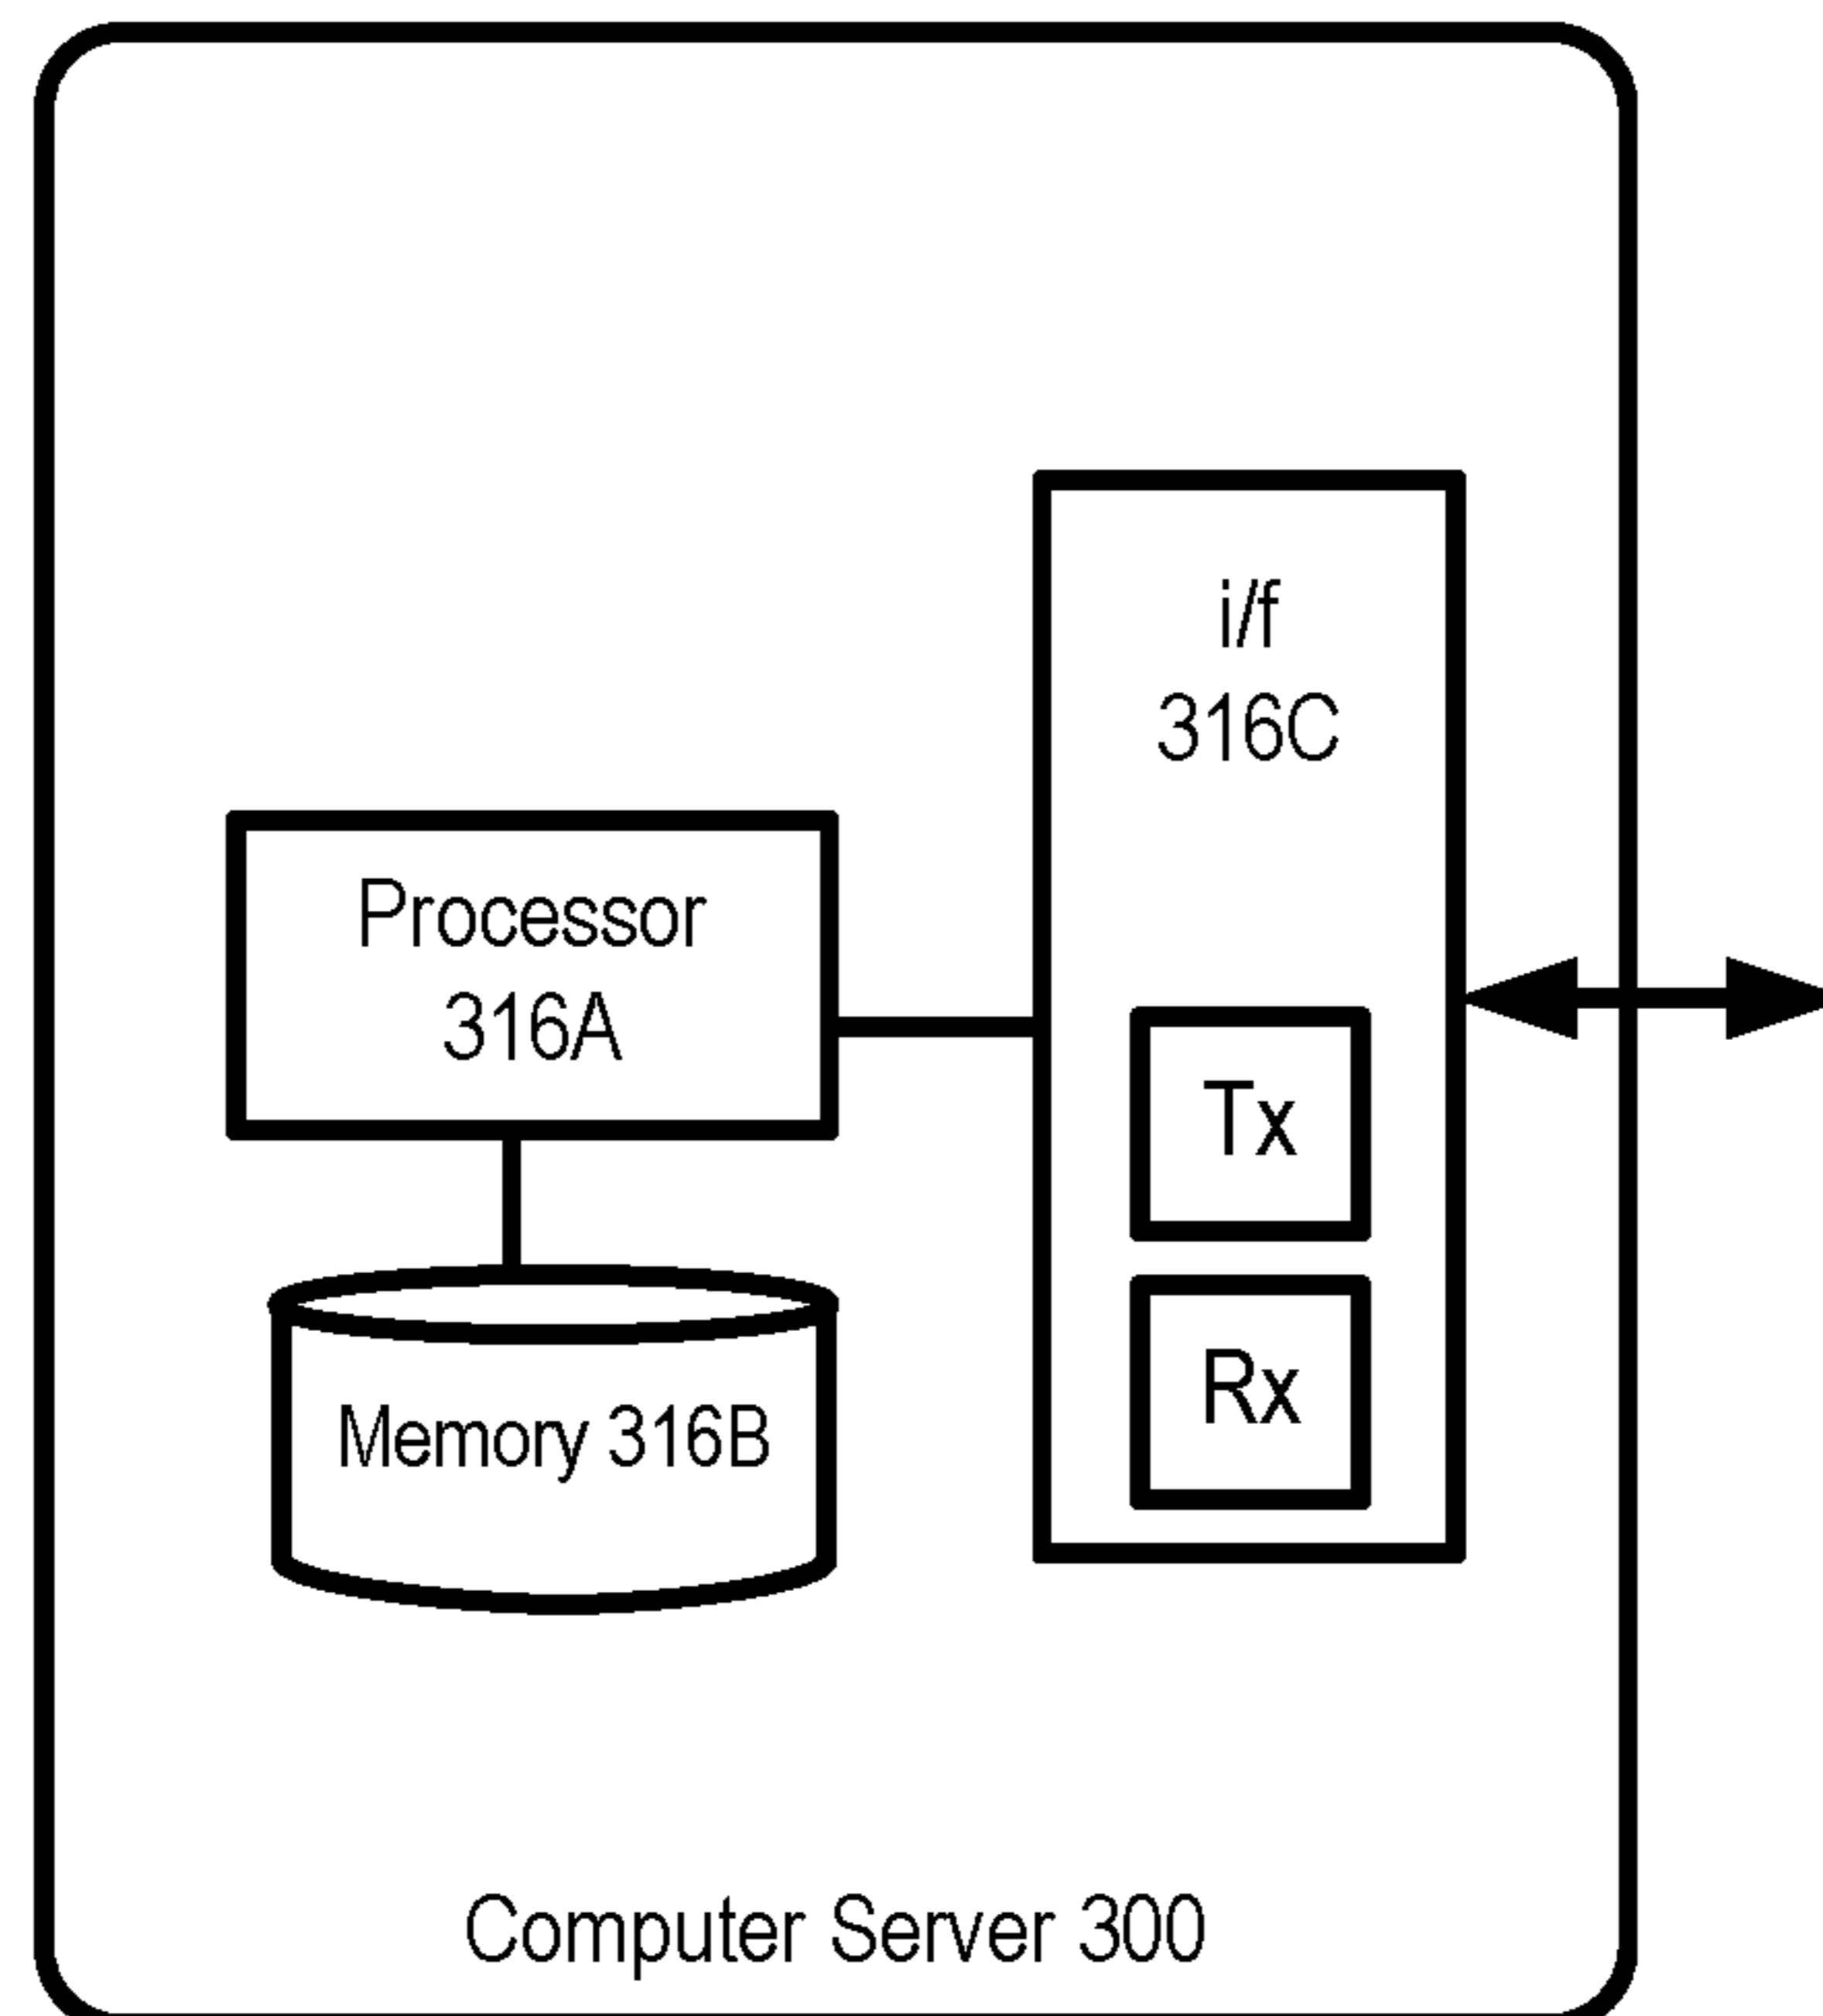 i/f
316C
Processor
316A
Tx
Rx
Memory 316B
Computer Server 300